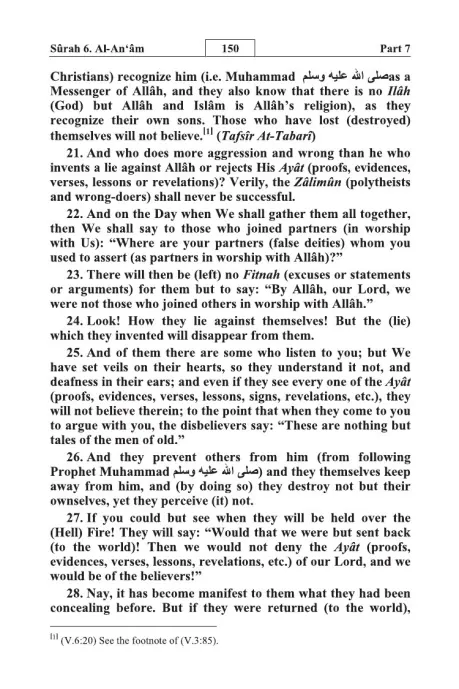 Sûrah 6. Al-An‘âm 150 Part 7
Christians) recognize him (i.e. Muhammad صلى الله عليه وسلم as a
Messenger of Allâh, and they also know that there is no Ilâh
(God) but Allâh and Islâm is Allâh’s religion), as they
recognize their own sons. Those who have lost (destroyed)
themselves will not believe.[1] (Tafsîr At-Tabarî)
21. And who does more aggression and wrong than he who
invents a lie against Allâh or rejects His Ayât (proofs, evidences,
verses, lessons or revelations)? Verily, the Zâlimûn (polytheists
and wrong-doers) shall never be successful.
22. And on the Day when We shall gather them all together,
then We shall say to those who joined partners (in worship
with Us): “Where are your partners (false deities) whom you
used to assert (as partners in worship with Allâh)?”
23. There will then be (left) no Fitnah (excuses or statements
or arguments) for them but to say: “By Allâh, our Lord, we
were not those who joined others in worship with Allâh.”
24. Look! How they lie against themselves! But the (lie)
which they invented will disappear from them.
25. And of them there are some who listen to you; but We
have set veils on their hearts, so they understand it not, and
deafness in their ears; and even if they see every one of the Ayât
(proofs, evidences, verses, lessons, signs, revelations, etc.), they
will not believe therein; to the point that when they come to you
to argue with you, the disbelievers say: “These are nothing but
tales of the men of old.”
26. And they prevent others from him (from following
Prophet Muhammad صلى الله عليه وسلم) and they themselves keep
away from him, and (by doing so) they destroy not but their
ownselves, yet they perceive (it) not.
27. If you could but see when they will be held over the
(Hell) Fire! They will say: “Would that we were but sent back
(to the world)! Then we would not deny the Ayât (proofs,
evidences, verses, lessons, revelations, etc.) of our Lord, and we
would be of the believers!”
28. Nay, it has become manifest to them what they had been
concealing before. But if they were returned (to the world),
[1] (V.6:20) See the footnote of (V.3:85).